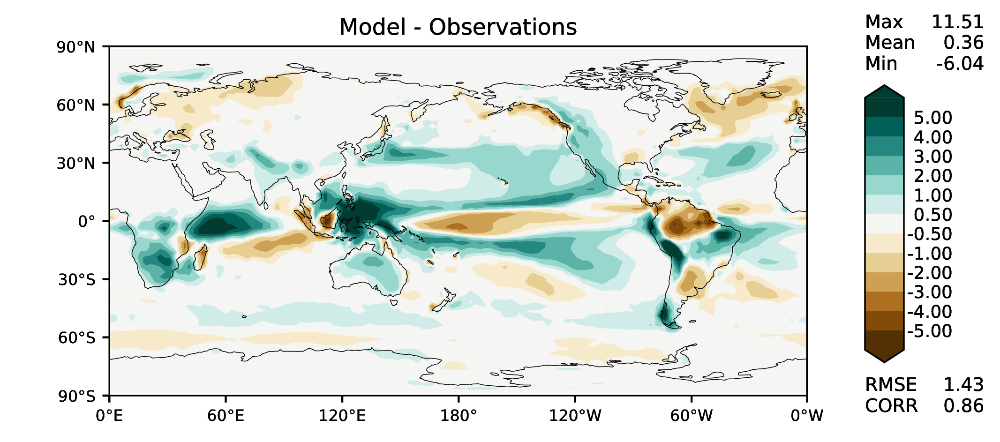 Model - Observations
Max 11.51
Mean 0.36
Min -6.04
90°N
60°N
30°N
0°
30°S
60°S
90°S
0°E 60°E 120°E 180° 120°W 60°W 0°W
5.00
4.00
3.00
2.00
1.00
0.50
-0.50
-1.00
-2.00
-3.00
-4.00
-5.00
RMSE 1.43
CORR 0.86